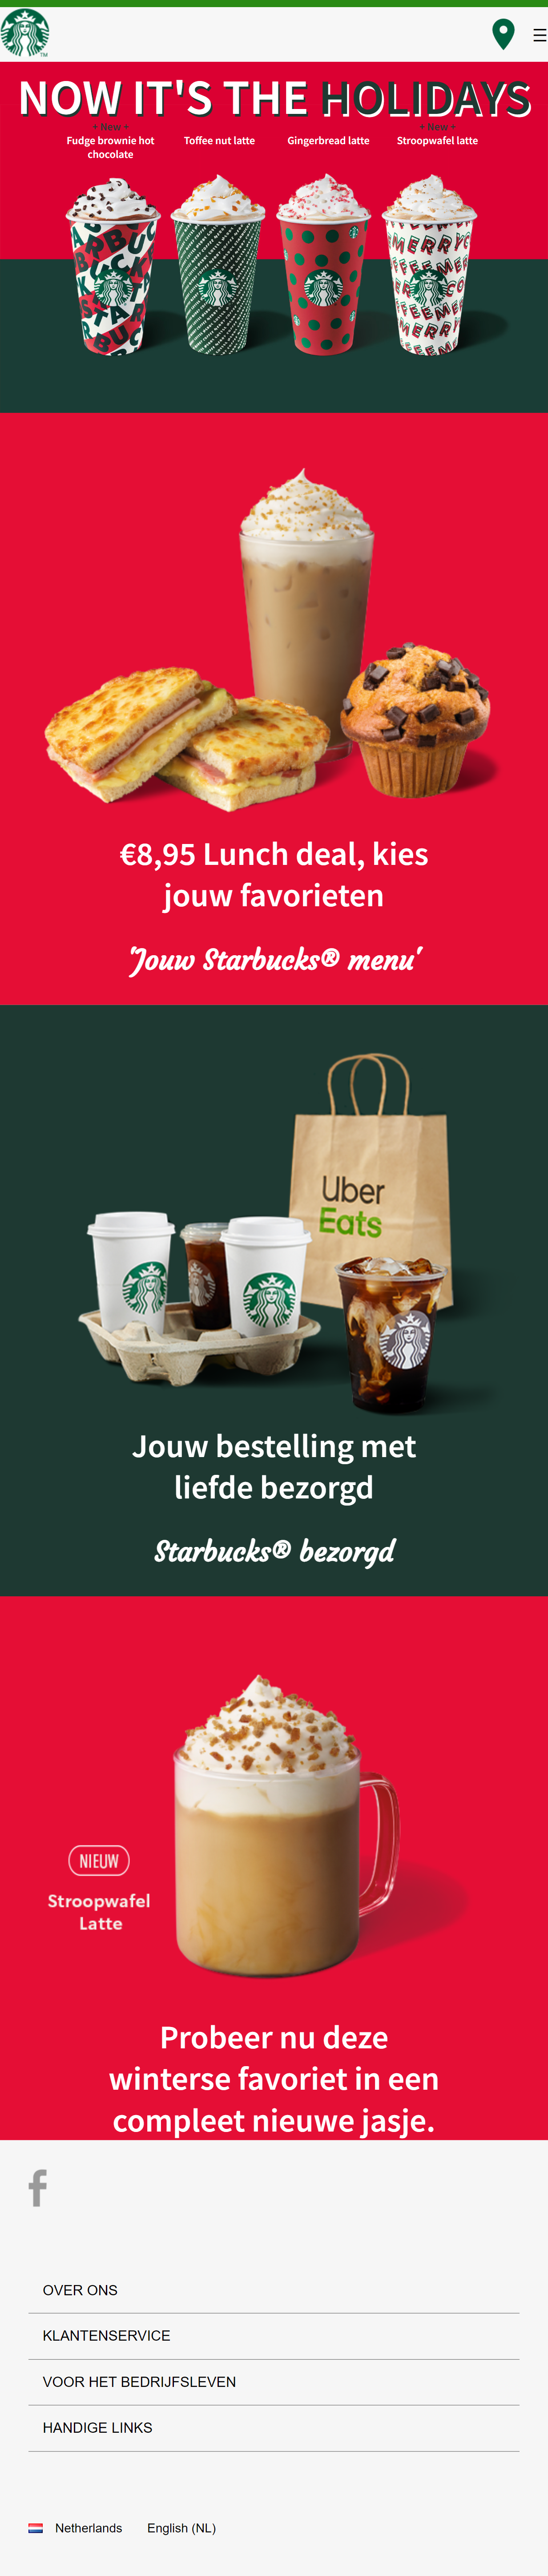 TM
NOW IT'S THE HOLIDAYS
+ New +
Fudge brownie hot
chocolate
Toffee nut latte
Gingerbread latte
+ New +
Stroopwafel latte
€8,95 Lunch deal, kies
jouw favorieten
'Jouw Starbucks® menu'
Uber
Eats
Jouw bestelling met
liefde bezorgd
Starbucks® bezorgd
NIEUW
Stroopwafel
Latte
Probeer nu deze
winterse favoriet in een
compleet nieuwe jasje.
OVER ONS
KLANTENSERVICE
VOOR HET BEDRIJFSLEVEN
HANDIGE LINKS
Netherlands English (NL)